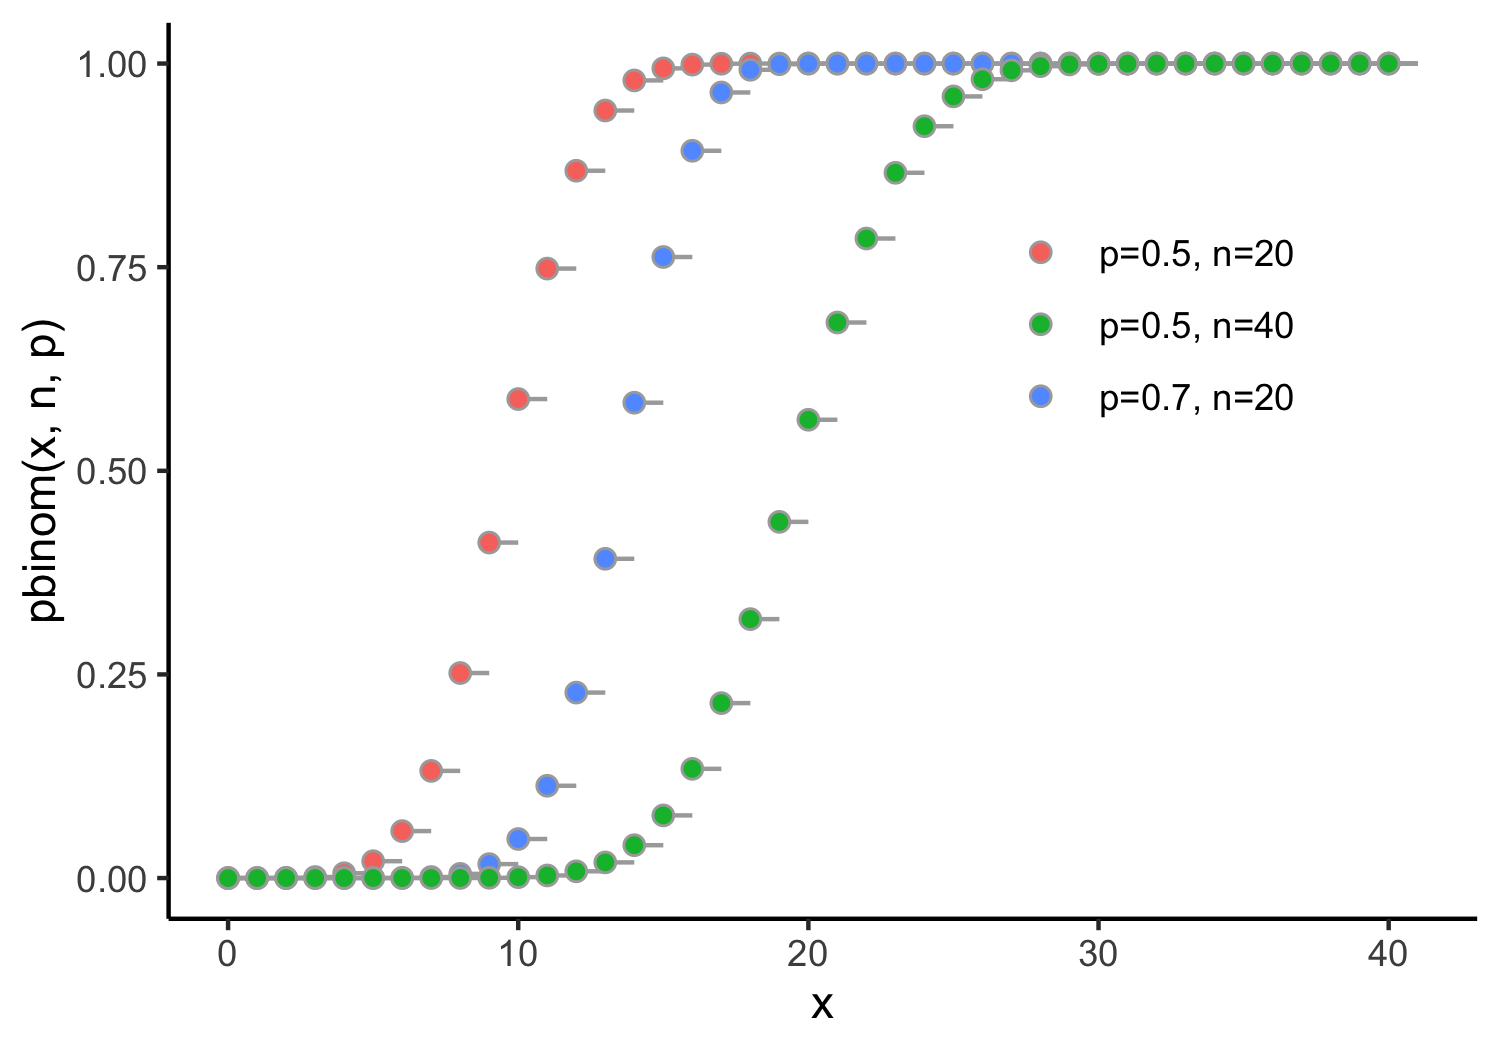 1.00
0.75
0.50
0.25
0.00
pbinom(x, n, p)
p=0.5, n=20
p=0.5, n=40
p=0.7, n=20
0 10 20 30 40
x